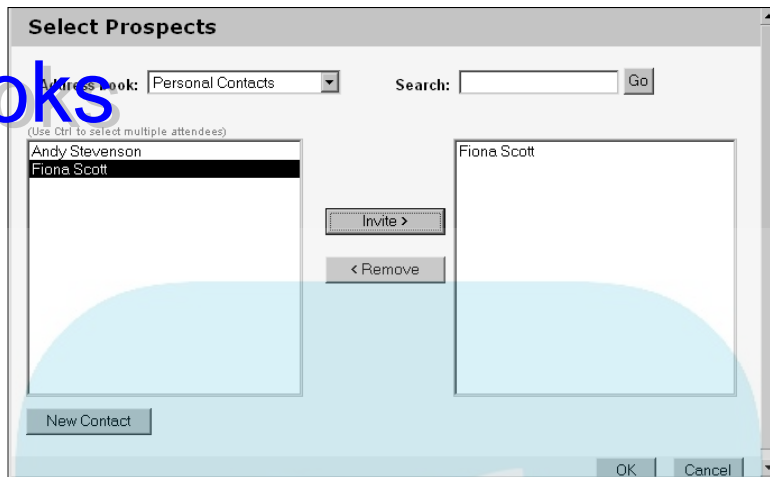 Select Prospects
Address Book: Personal Contacts Search: Go
oks
(Use Ctrl to select multiple attendees)
Andy Stevenson
Fiona Scott
Fiona Scott
Invite >
< Remove
New Contact
OK Cancel